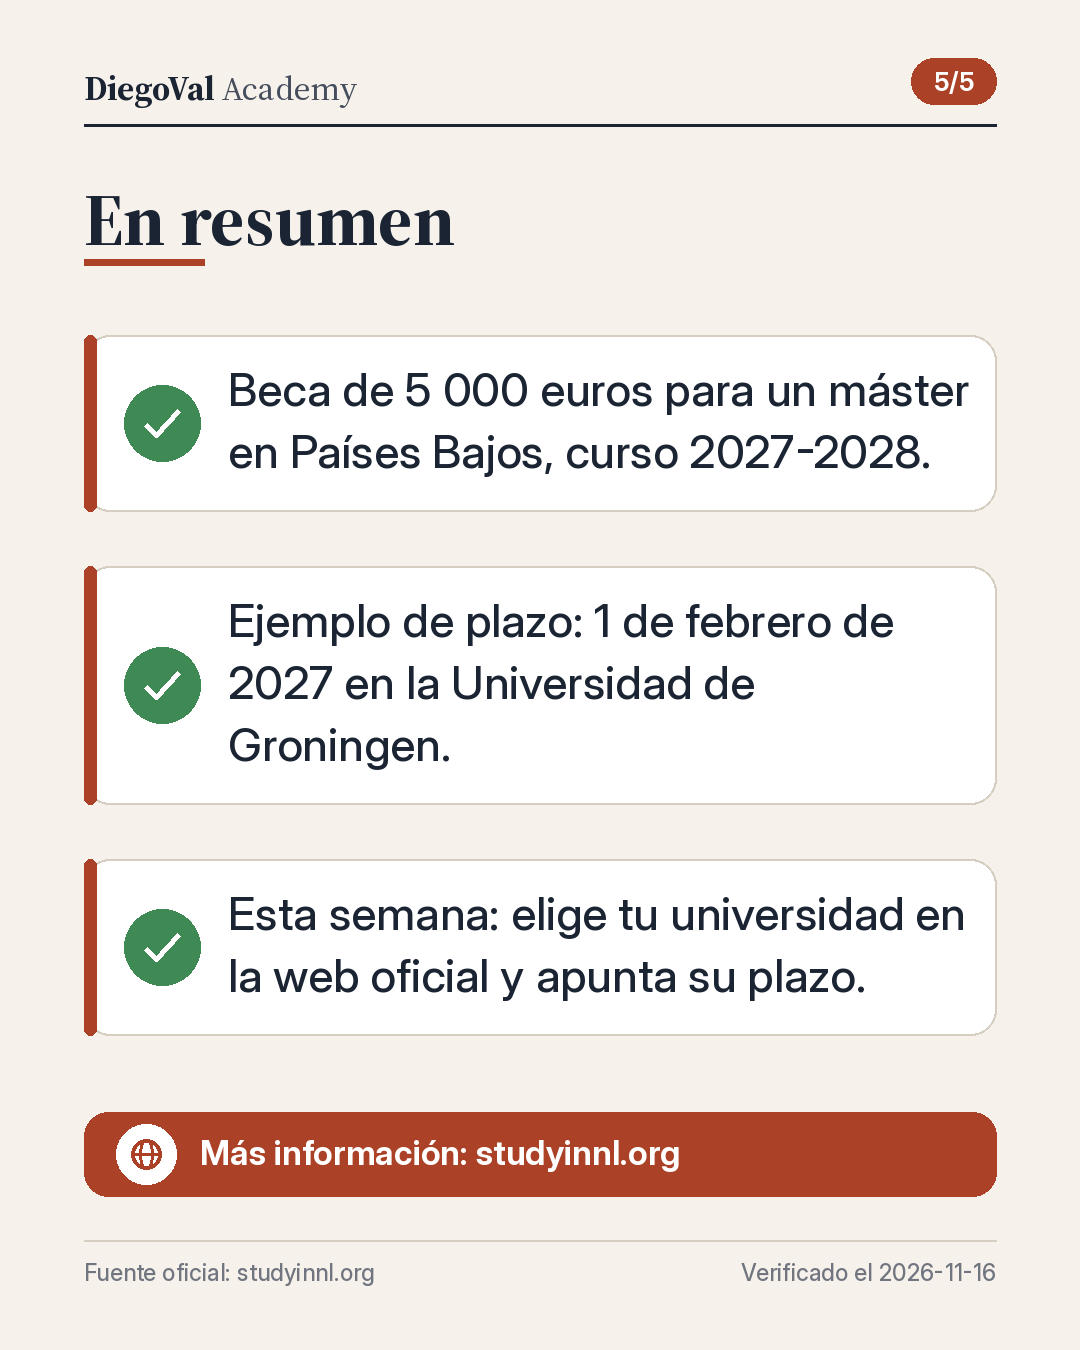 DiegoVal Academy
5/5
En resumen
Beca de 5 000 euros para un máster
en Países Bajos, curso 2027-2028.
Ejemplo de plazo: 1 de febrero de
2027 en la Universidad de
Groningen.
Esta semana: elige tu universidad en
la web oficial y apunta su plazo.
Más información: studyinnl.org
Fuente oficial: studyinnl.org
Verificado el 2026-11-16